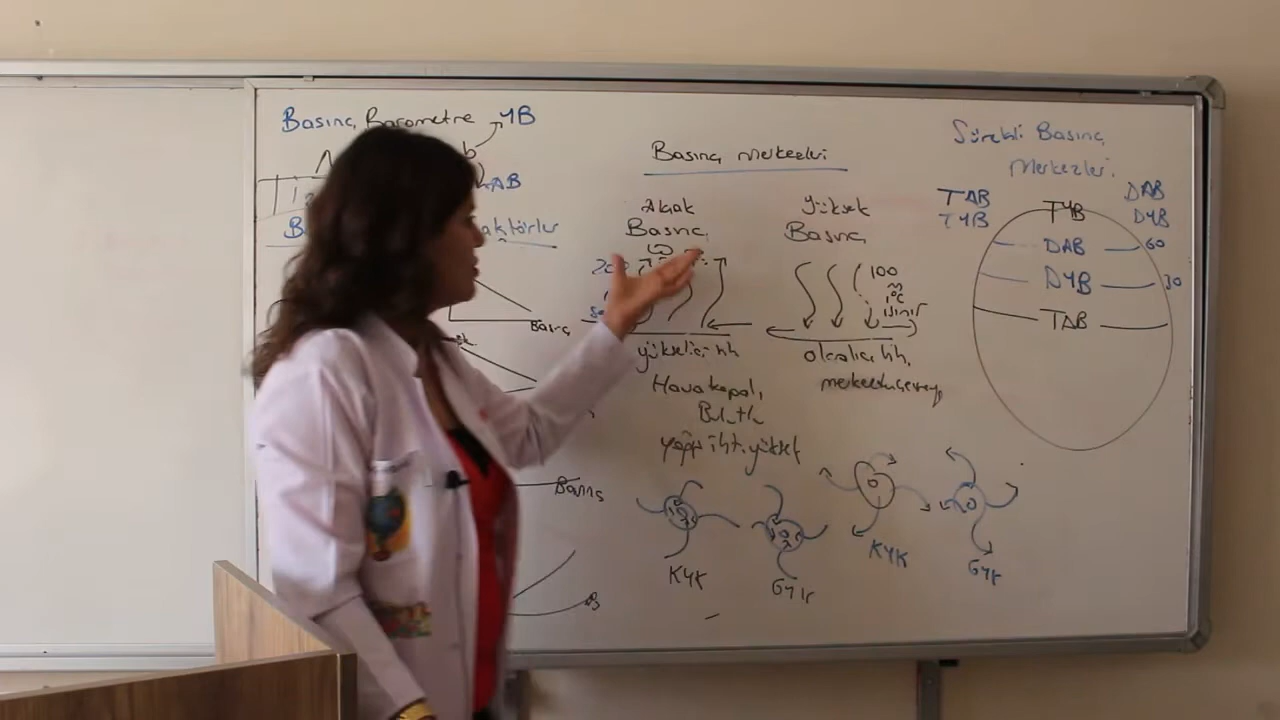 Basınç, Barometre → YB
b
AB
aktörler
Basınç
Basınç
Basınç merkezleri
Alçak
Basınç
yükselici hh
Hava kapalı,
Bulutlu
yağış iht. yüksek
KYK
GYK
Yüksek
Basınç
100
1°C
ısınır
alçalıcı hh.
merkezden çevreye
KYK
GYK
Sürekli Basınç
Merkezleri.
TAB
TYB
DAB
DYB
TYB
DAB 60
DYB 30
TAB